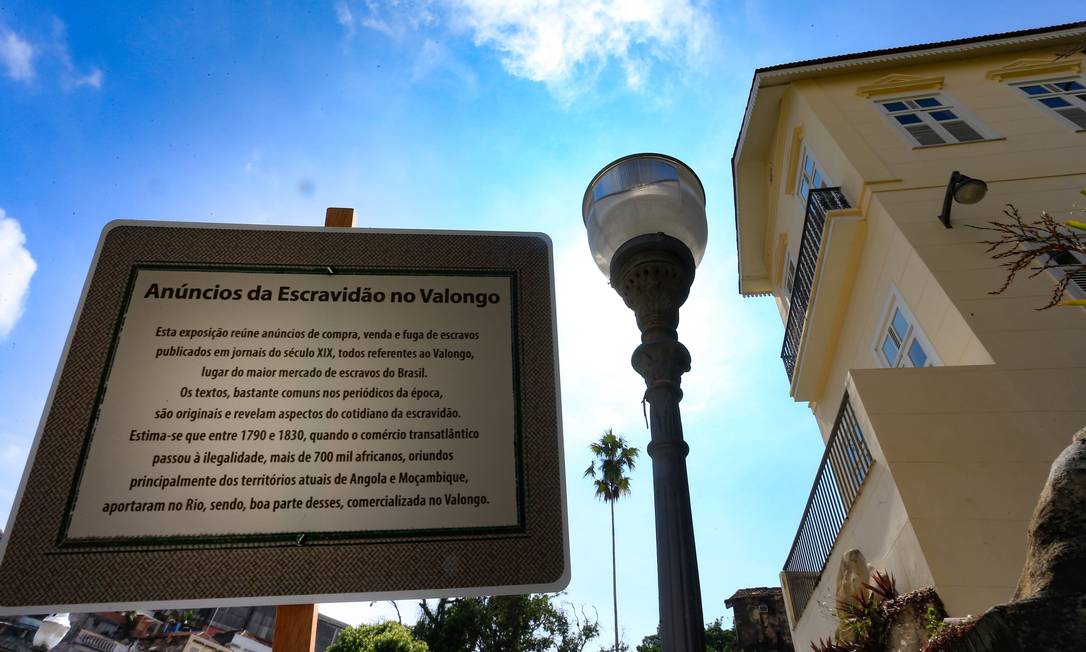 Anúncios da Escravidão no Valongo
Esta exposição reúne anúncios de compra, venda e fuga de escravos
publicados em jornais do século XIX, todos referentes ao Valongo,
lugar do maior mercado de escravos do Brasil.
Os textos, bastante comuns nos periódicos da época,
são originais e revelam aspectos do cotidiano da escravidão.
Estima-se que entre 1790 e 1830, quando o comércio transatlântico
passou à ilegalidade, mais de 700 mil africanos, oriundos
principalmente dos territórios atuais de Angola e Moçambique,
aportaram no Rio, sendo, boa parte desses, comercializada no Valongo.